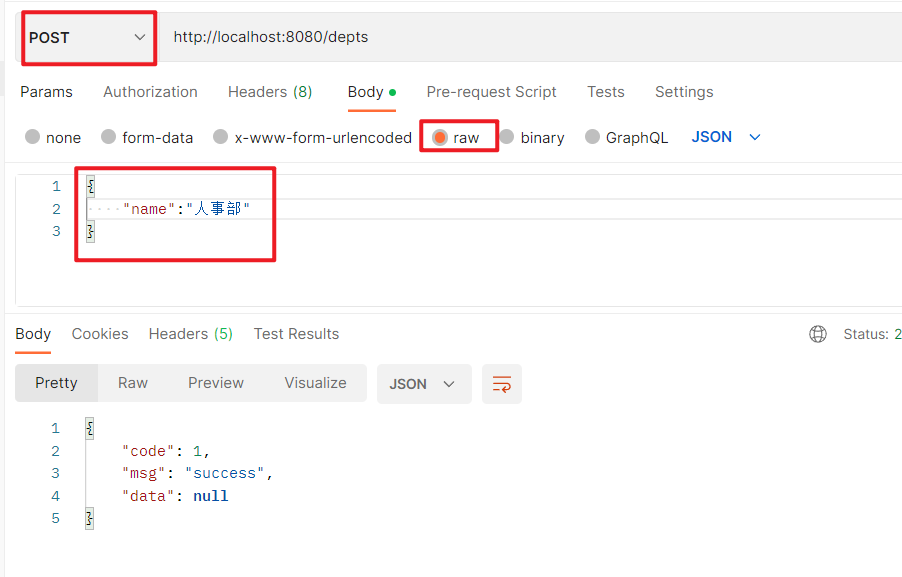 POST http://localhost:8080/depts
Params Authorization Headers (8) Body Pre-request Script Tests Settings
none form-data x-www-form-urlencoded raw binary GraphQL JSON
1 {
2 "name":"人事部"
3 }
Body Cookies Headers (5) Test Results Status: 2
Pretty Raw Preview Visualize JSON
1 {
2 "code": 1,
3 "msg": "success",
4 "data": null
5 }